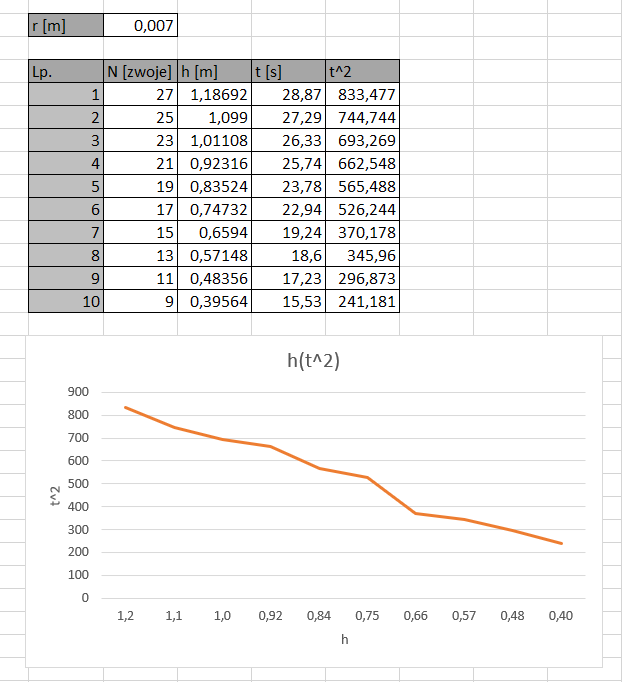 r [m] 0,007
Lp. N [zwoje] h [m] t [s] t^2
1 27 1,18692 28,87 833,477
2 25 1,099 27,29 744,744
3 23 1,01108 26,33 693,269
4 21 0,92316 25,74 662,548
5 19 0,83524 23,78 565,488
6 17 0,74732 22,94 526,244
7 15 0,6594 19,24 370,178
8 13 0,57148 18,6 345,96
9 11 0,48356 17,23 296,873
10 9 0,39564 15,53 241,181
h(t^2)
900
800
700
600
500
400
300
200
100
0
t^2
1,2 1,1 1,0 0,92 0,84 0,75 0,66 0,57 0,48 0,40
h